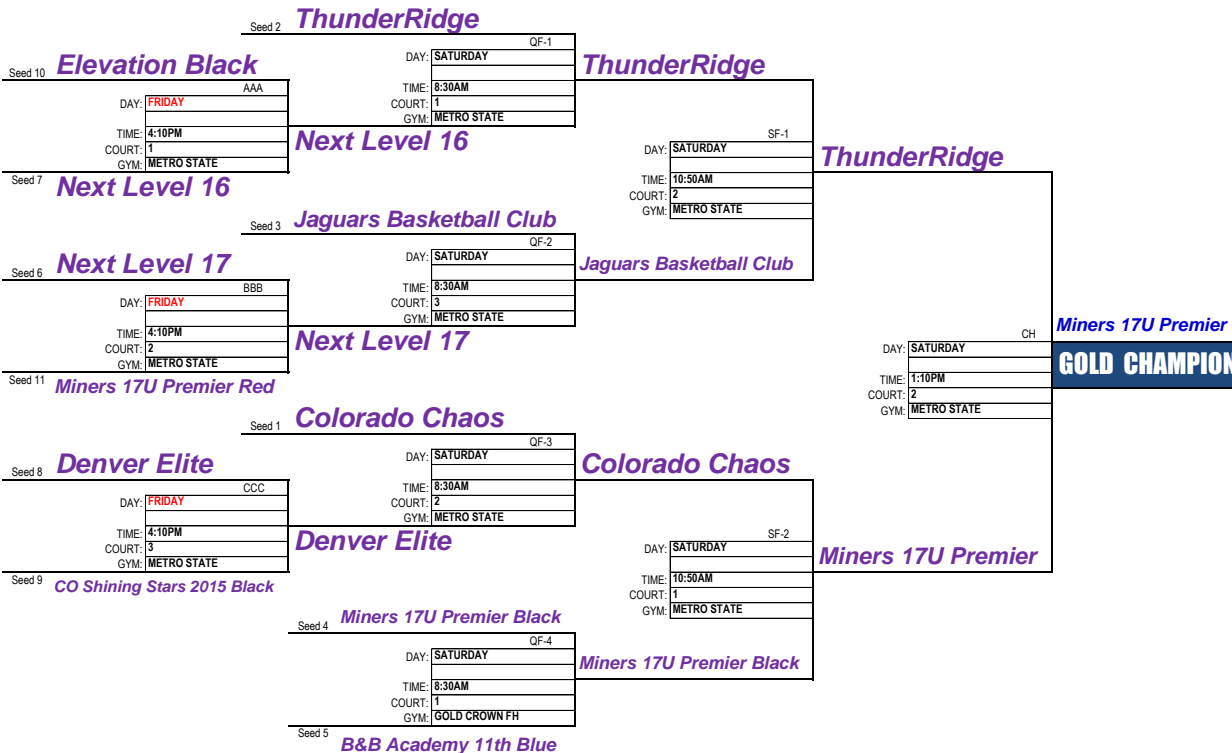 Seed 2 ThunderRidge
QF-1
DAY: SATURDAY
TIME: 8:30AM
COURT: 1
GYM: METRO STATE
Seed 10 Elevation Black
AAA
DAY: FRIDAY
TIME: 4:10PM
COURT: 1
GYM: METRO STATE
Seed 7 Next Level 16
Next Level 16
ThunderRidge
SF-1
DAY: SATURDAY
TIME: 10:50AM
COURT: 2
GYM: METRO STATE
ThunderRidge
Seed 3 Jaguars Basketball Club
QF-2
DAY: SATURDAY
TIME: 8:30AM
COURT: 3
GYM: METRO STATE
Jaguars Basketball Club
Seed 6 Next Level 17
BBB
DAY: FRIDAY
TIME: 4:10PM
COURT: 2
GYM: METRO STATE
Seed 11 Miners 17U Premier Red
Next Level 17
CH
DAY: SATURDAY
TIME: 1:10PM
COURT: 2
GYM: METRO STATE
Miners 17U Premier
GOLD CHAMPION
Seed 1 Colorado Chaos
QF-3
DAY: SATURDAY
TIME: 8:30AM
COURT: 2
GYM: METRO STATE
Colorado Chaos
Seed 8 Denver Elite
CCC
DAY: FRIDAY
TIME: 4:10PM
COURT: 3
GYM: METRO STATE
Seed 9 CO Shining Stars 2015 Black
Denver Elite
SF-2
DAY: SATURDAY
TIME: 10:50AM
COURT: 1
GYM: METRO STATE
Miners 17U Premier
Seed 4 Miners 17U Premier Black
QF-4
DAY: SATURDAY
TIME: 8:30AM
COURT: 1
GYM: GOLD CROWN FH
Miners 17U Premier Black
Seed 5 B&B Academy 11th Blue